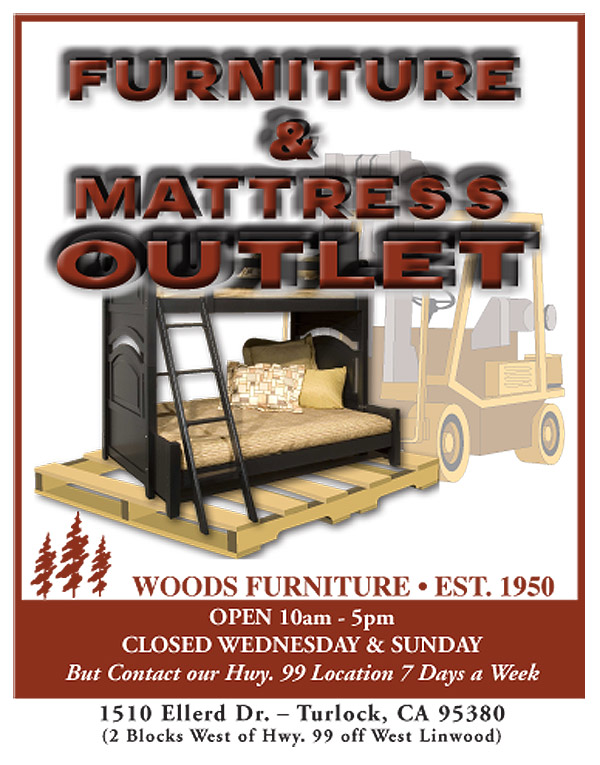 FURNITURE
&
MATTRESS
OUTLET
WOODS FURNITURE • EST. 1950
OPEN 10am - 5pm
CLOSED WEDNESDAY & SUNDAY
But Contact our Hwy. 99 Location 7 Days a Week
1510 Ellerd Dr. – Turlock, CA 95380
(2 Blocks West of Hwy. 99 off West Linwood)